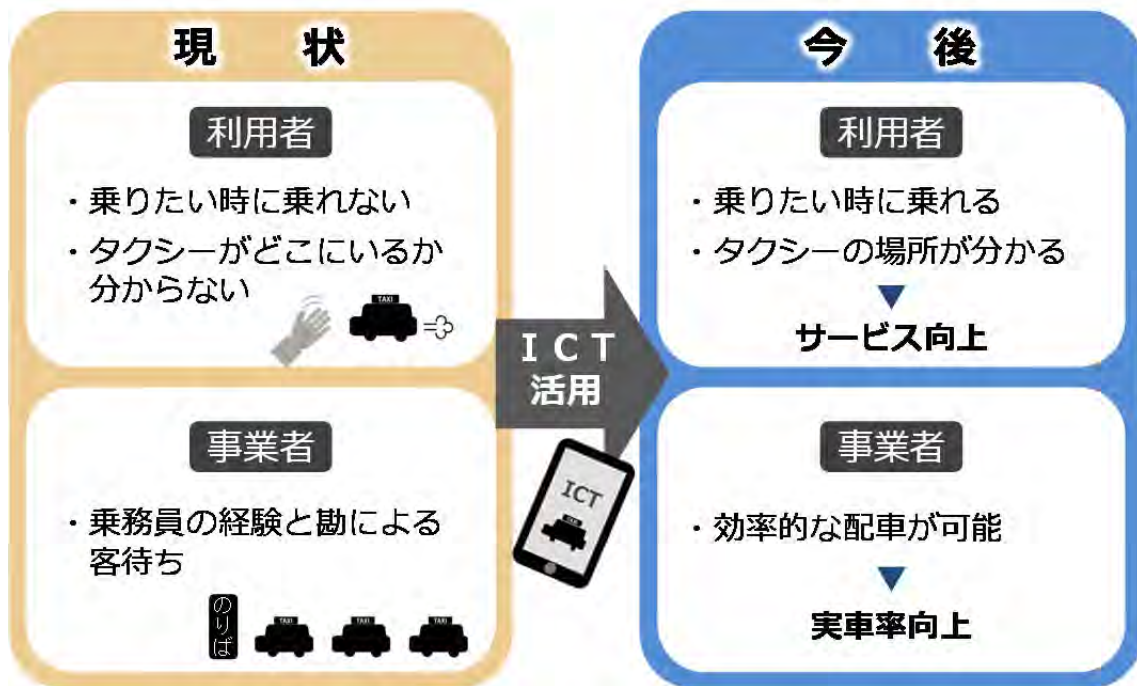 現　状
利用者
・乗りたい時に乗れない
・タクシーがどこにいるか
分からない
TAXI
事業者
・乗務員の経験と勘による
客待ち
のりば
TAXI
TAXI
TAXI
ＩＣＴ
活用
ICT
TAXI
今　後
利用者
・乗りたい時に乗れる
・タクシーの場所が分かる
サービス向上
事業者
・効率的な配車が可能
実車率向上